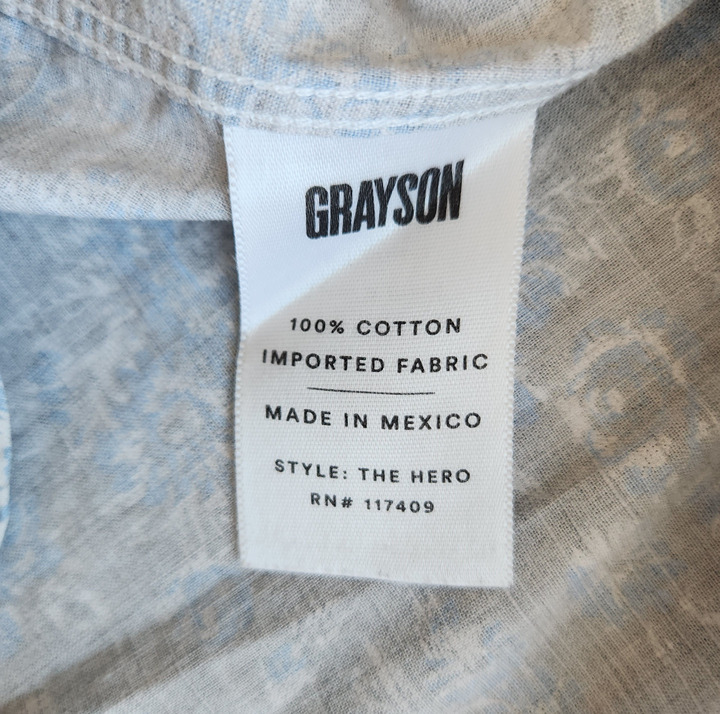 GRAYSON
100% COTTON
IMPORTED FABRIC
MADE IN MEXICO
STYLE: THE HERO
RN# 117409